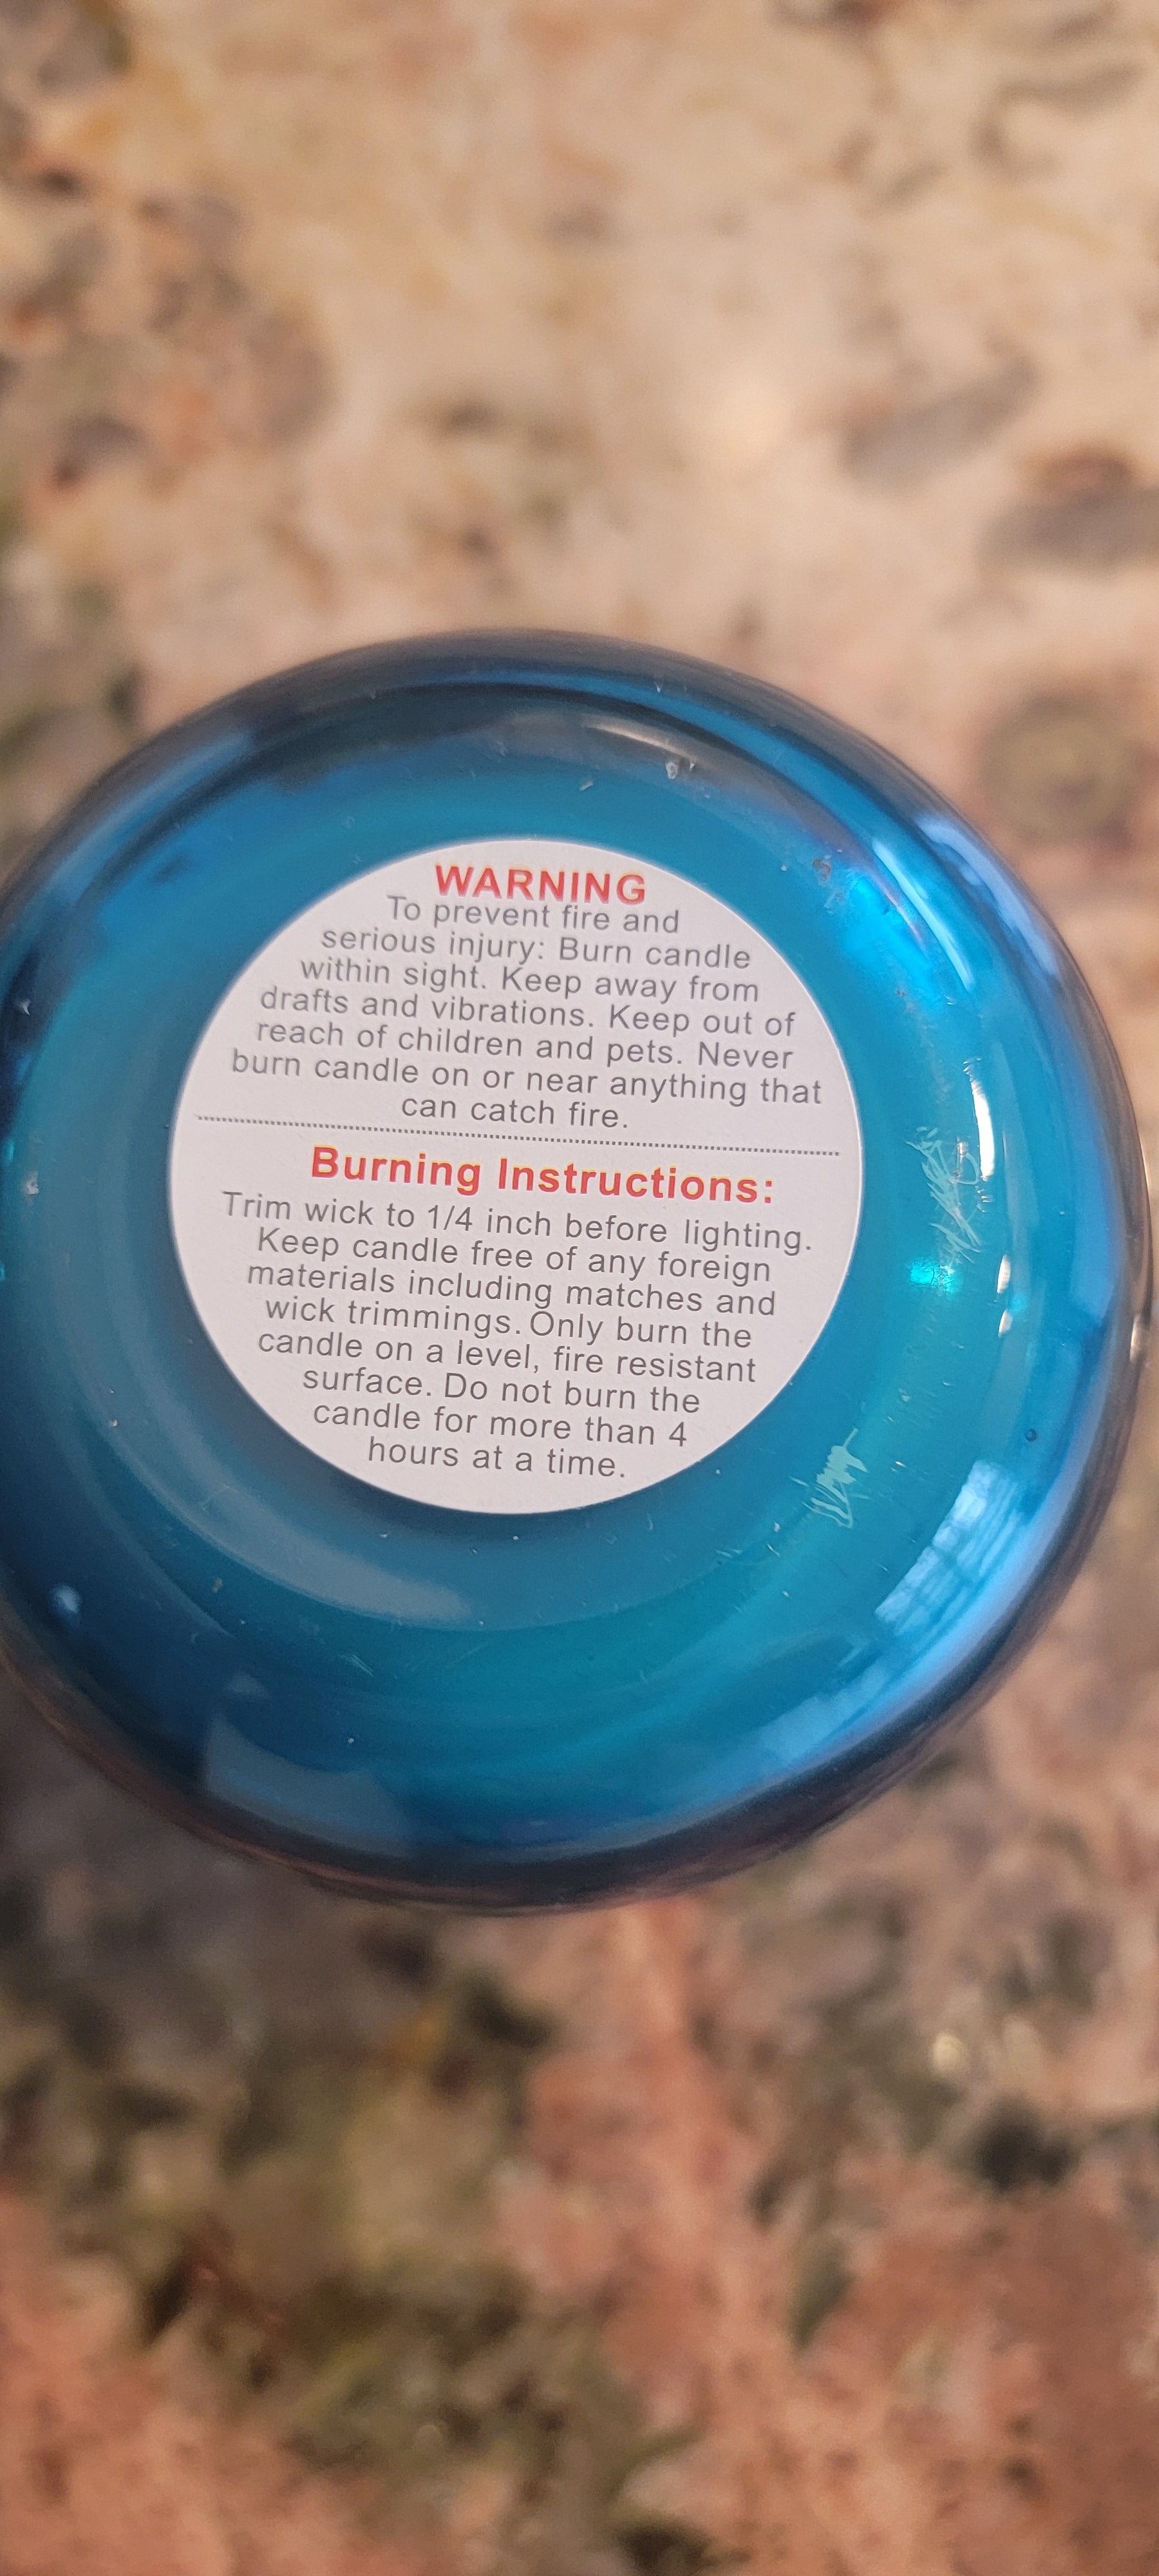 WARNING
To prevent fire and
serious injury: Burn candle
within sight. Keep away from
drafts and vibrations. Keep out of
reach of children and pets. Never
burn candle on or near anything that
can catch fire.
Burning Instructions:
Trim wick to 1/4 inch before lighting.
Keep candle free of any foreign
materials including matches and
wick trimmings. Only burn the
candle on a level, fire resistant
surface. Do not burn the
candle for more than 4
hours at a time.